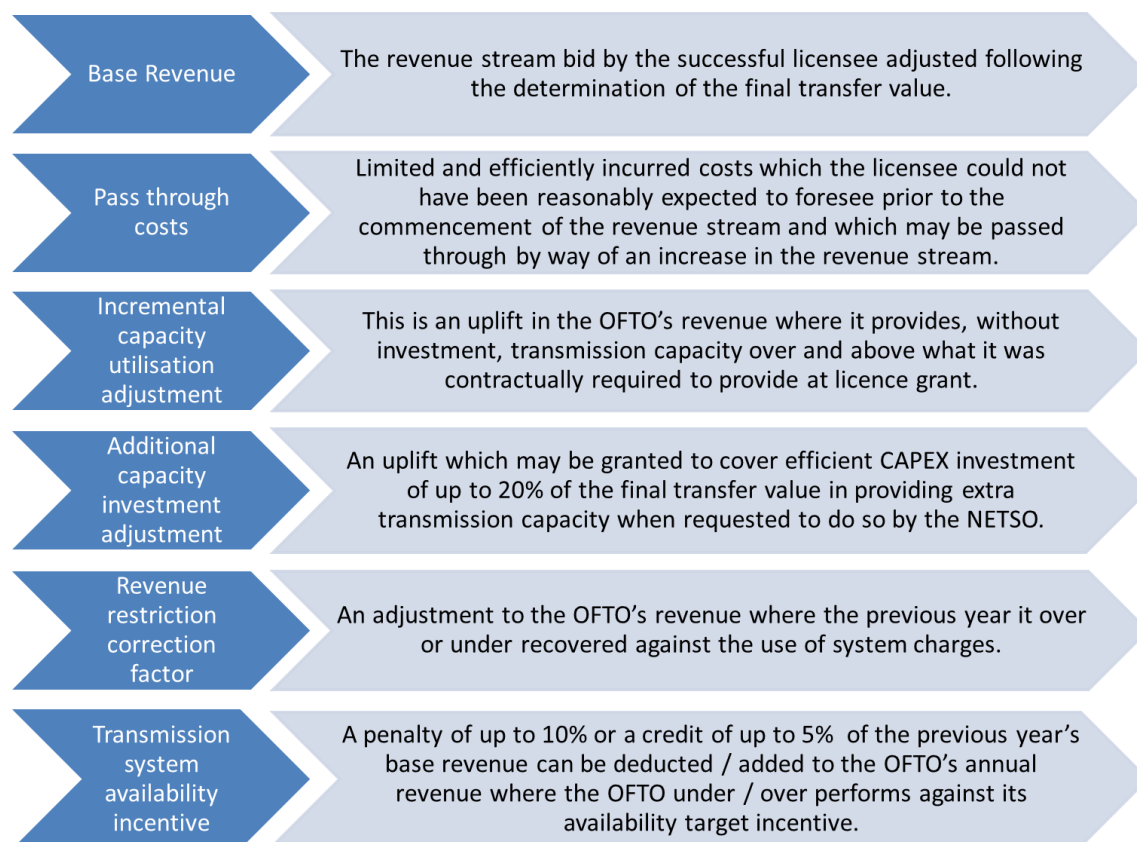 Base Revenue
The revenue stream bid by the successful licensee adjusted following
the determination of the final transfer value.
Pass through
costs
Limited and efficiently incurred costs which the licensee could not
have been reasonably expected to foresee prior to the
commencement of the revenue stream and which may be passed
through by way of an increase in the revenue stream.
Incremental
capacity
utilisation
adjustment
This is an uplift in the OFTO’s revenue where it provides, without
investment, transmission capacity over and above what it was
contractually required to provide at licence grant.
Additional
capacity
investment
adjustment
An uplift which may be granted to cover efficient CAPEX investment
of up to 20% of the final transfer value in providing extra
transmission capacity when requested to do so by the NETSO.
Revenue
restriction
correction
factor
An adjustment to the OFTO’s revenue where the previous year it over
or under recovered against the use of system charges.
Transmission
system
availability
incentive
A penalty of up to 10% or a credit of up to 5% of the previous year’s
base revenue can be deducted / added to the OFTO’s annual
revenue where the OFTO under / over performs against its
availability target incentive.